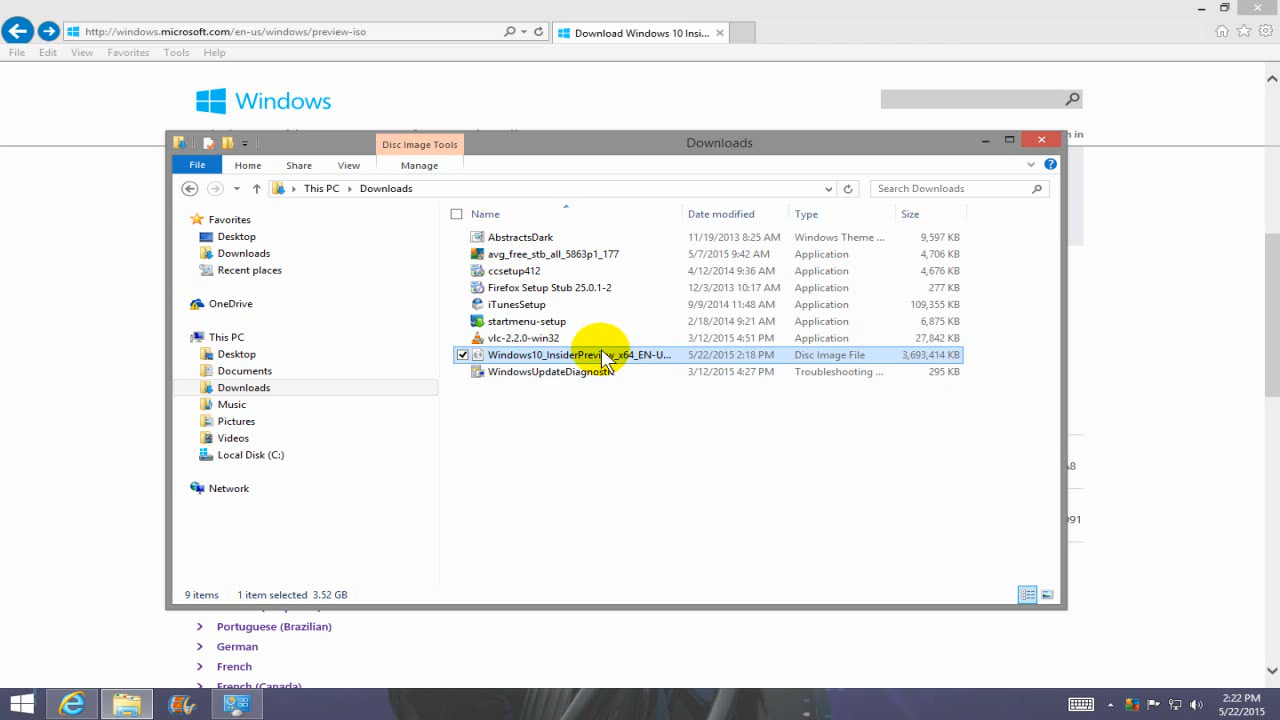 http://windows.microsoft.com/en-us/windows/preview-iso
Download Windows 10 Insi...
File Edit View Favorites Tools Help
Windows
in
Disc Image Tools
Downloads
File Home Share View Manage
This PC Downloads
Search Downloads
Name Date modified Type Size
Favorites
Desktop
Downloads
Recent places
OneDrive
This PC
Desktop
Documents
Downloads
Music
Pictures
Videos
Local Disk (C:)
Network
AbstractsDark 11/19/2013 8:25 AM Windows Theme ... 9,597 KB
avg_free_stb_all_5863p1_177 5/7/2015 9:42 AM Application 4,706 KB
ccsetup412 4/12/2014 9:36 AM Application 4,676 KB
Firefox Setup Stub 25.0.1-2 12/3/2013 10:17 AM Application 277 KB
iTunesSetup 9/9/2014 11:48 AM Application 109,355 KB
startmenu-setup 2/18/2014 9:21 AM Application 6,875 KB
vlc-2.2.0-win32 3/12/2015 4:51 PM Application 27,842 KB
Windows10_InsiderPreview_x64_EN-U... 5/22/2015 2:18 PM Disc Image File 3,693,414 KB
WindowsUpdateDiagnostic 3/12/2015 4:27 PM Troubleshooting ... 295 KB
A8
091
9 items 1 item selected 3.52 GB
Portuguese (Brazilian)
German
French
French (Canada)
2:22 PM
5/22/2015